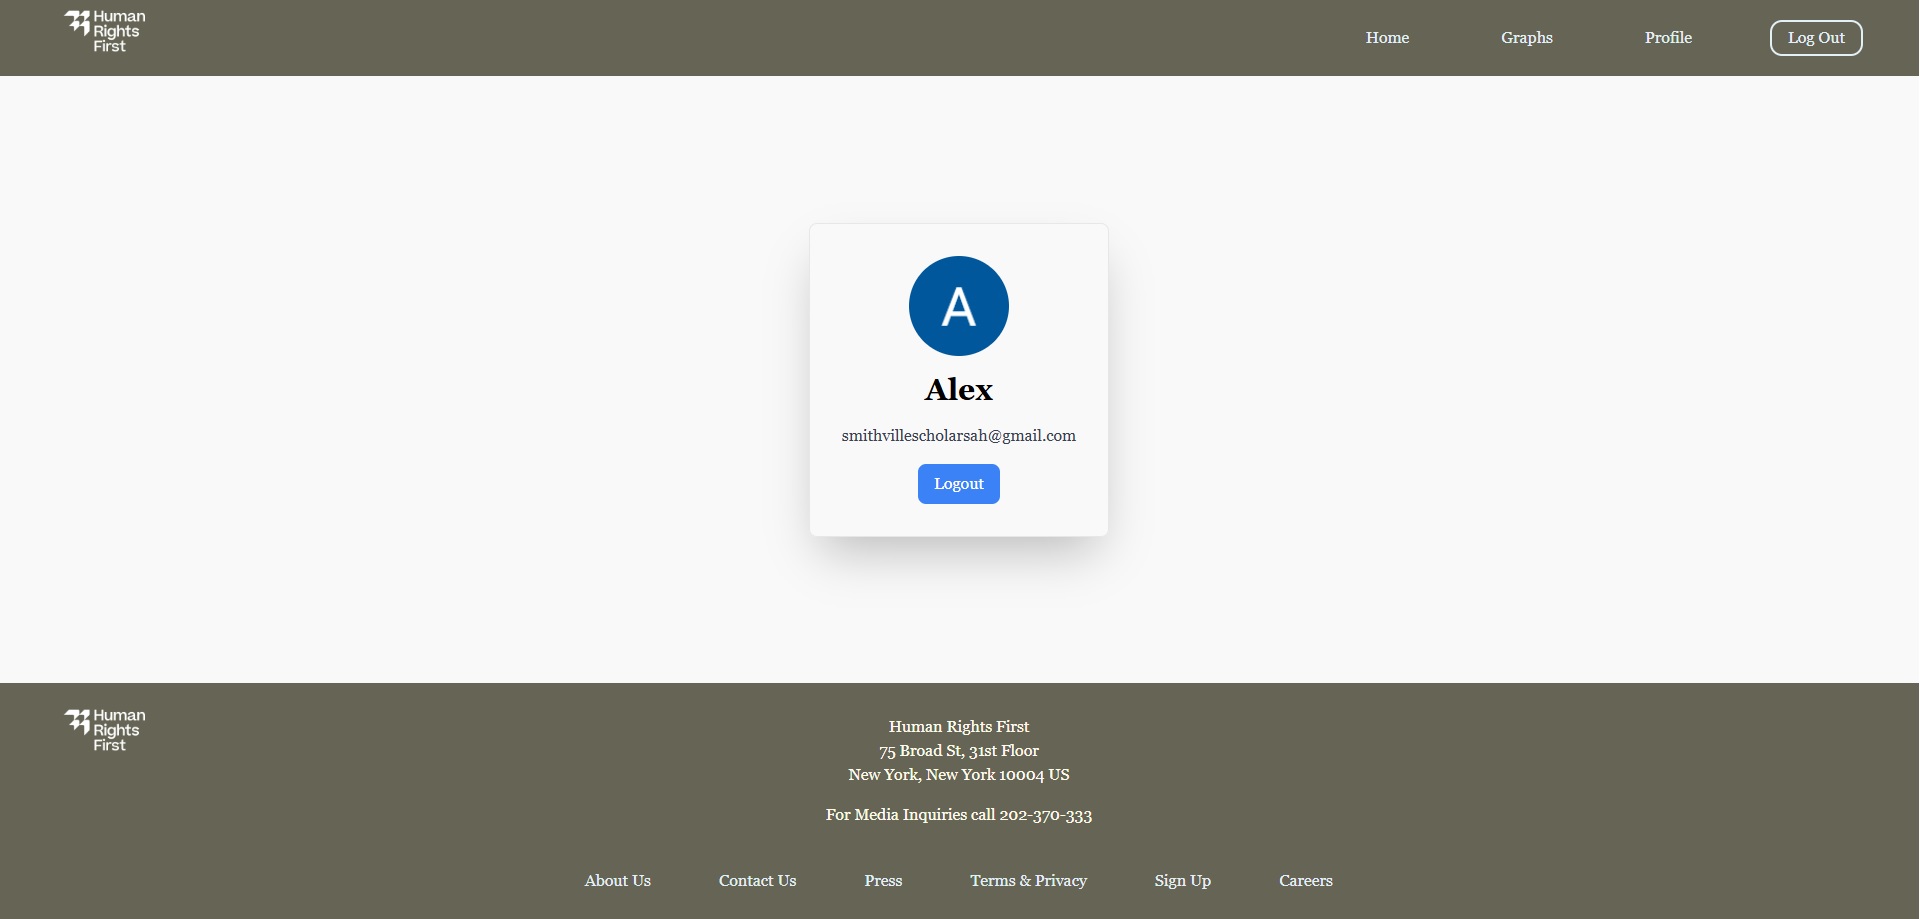 Human
Rights
First
Home
Graphs
Profile
Log Out
A
Alex
smithvillescholarsah@gmail.com
Logout
Human
Rights
First
Human Rights First
75 Broad St, 31st Floor
New York, New York 10004 US
For Media Inquiries call 202-370-333
About Us
Contact Us
Press
Terms & Privacy
Sign Up
Careers